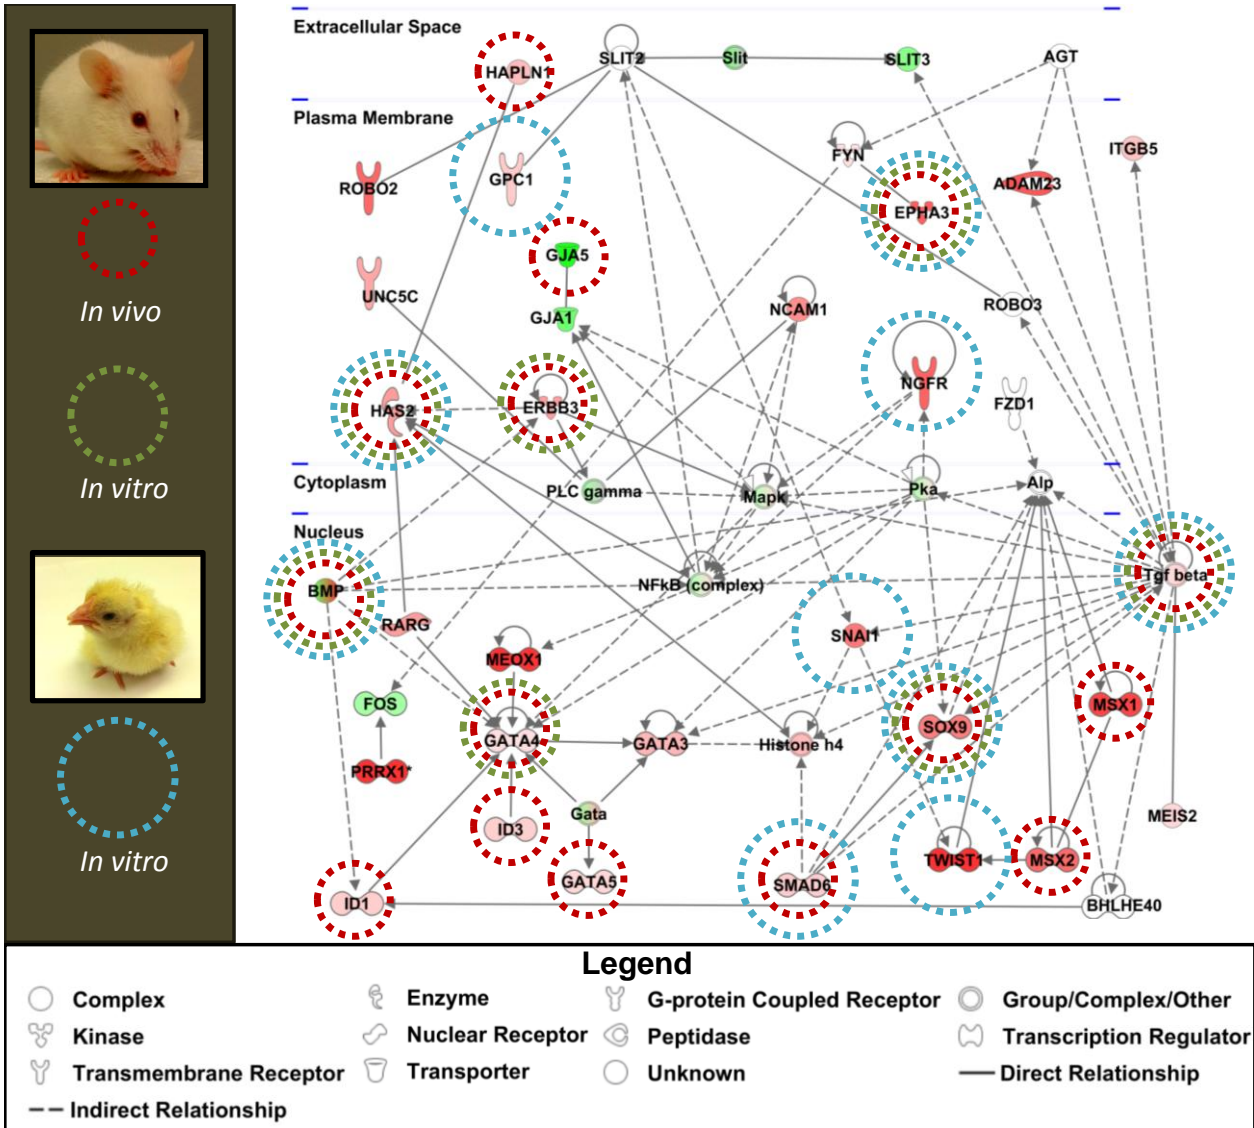 In vivo
In vitro
In vitro
Extracellular Space
HAPLN1
SLIT2
Slit
SLIT3
AGT
Plasma Membrane
ROBO2
GPC1
FYN
ITGB5
ADAM23
EPHA3
GJA5
UNC5C
GJA1
NCAM1
ROBO3
NGFR
HAS2
ERBB3
FZD1
Cytoplasm
PLC gamma
Mapk
Pka
Alp
Nucleus
BMP
NFkB (complex)
Tgf beta
RARG
SNAI1
MEOX1
FOS
MSX1
GATA4
GATA3
Histone h4
SOX9
PRRX1*
ID3
Gata
MEIS2
TWIST1
MSX2
GATA5
SMAD6
ID1
BHLHE40
Legend
Complex
Enzyme
G-protein Coupled Receptor
Group/Complex/Other
Kinase
Nuclear Receptor
Peptidase
Transcription Regulator
Transmembrane Receptor
Transporter
Unknown
Direct Relationship
Indirect Relationship